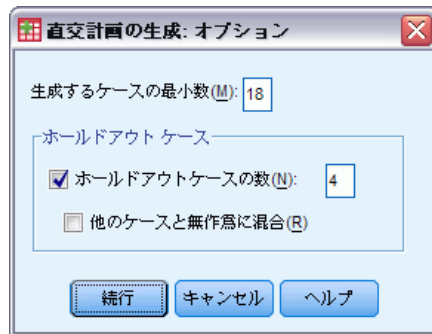 直交計画の生成: オプション
生成するケースの最小数(M): 18
ホールドアウト ケース
ホールドアウトケースの数(N): 4
他のケースと無作為に混合(R)
続行 キャンセル ヘルプ